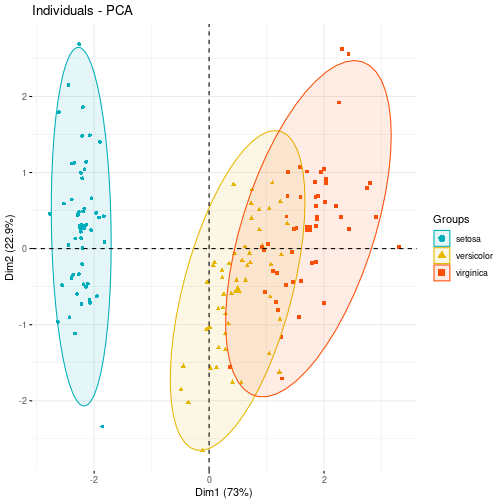 Individuals - PCA
Dim2 (22.9%)
2
1
0
-1
-2
-2
0
2
Dim1 (73%)
Groups
setosa
versicolor
virginica